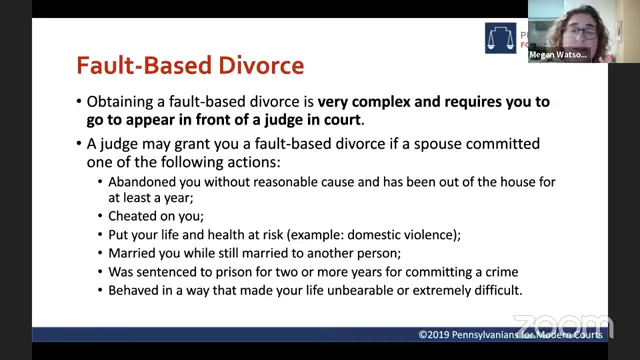 Megan Watso...
Fault-Based Divorce
• Obtaining a fault-based divorce is very complex and requires you to
go to appear in front of a judge in court.
• A judge may grant you a fault-based divorce if a spouse committed
one of the following actions:
• Abandoned you without reasonable cause and has been out of the house for
at least a year;
• Cheated on you;
• Put your life and health at risk (example: domestic violence);
• Married you while still married to another person;
• Was sentenced to prison for two or more years for committing a crime
• Behaved in a way that made your life unbearable or extremely difficult.
zoom
©2019 Pennsylvanians for Modern Courts